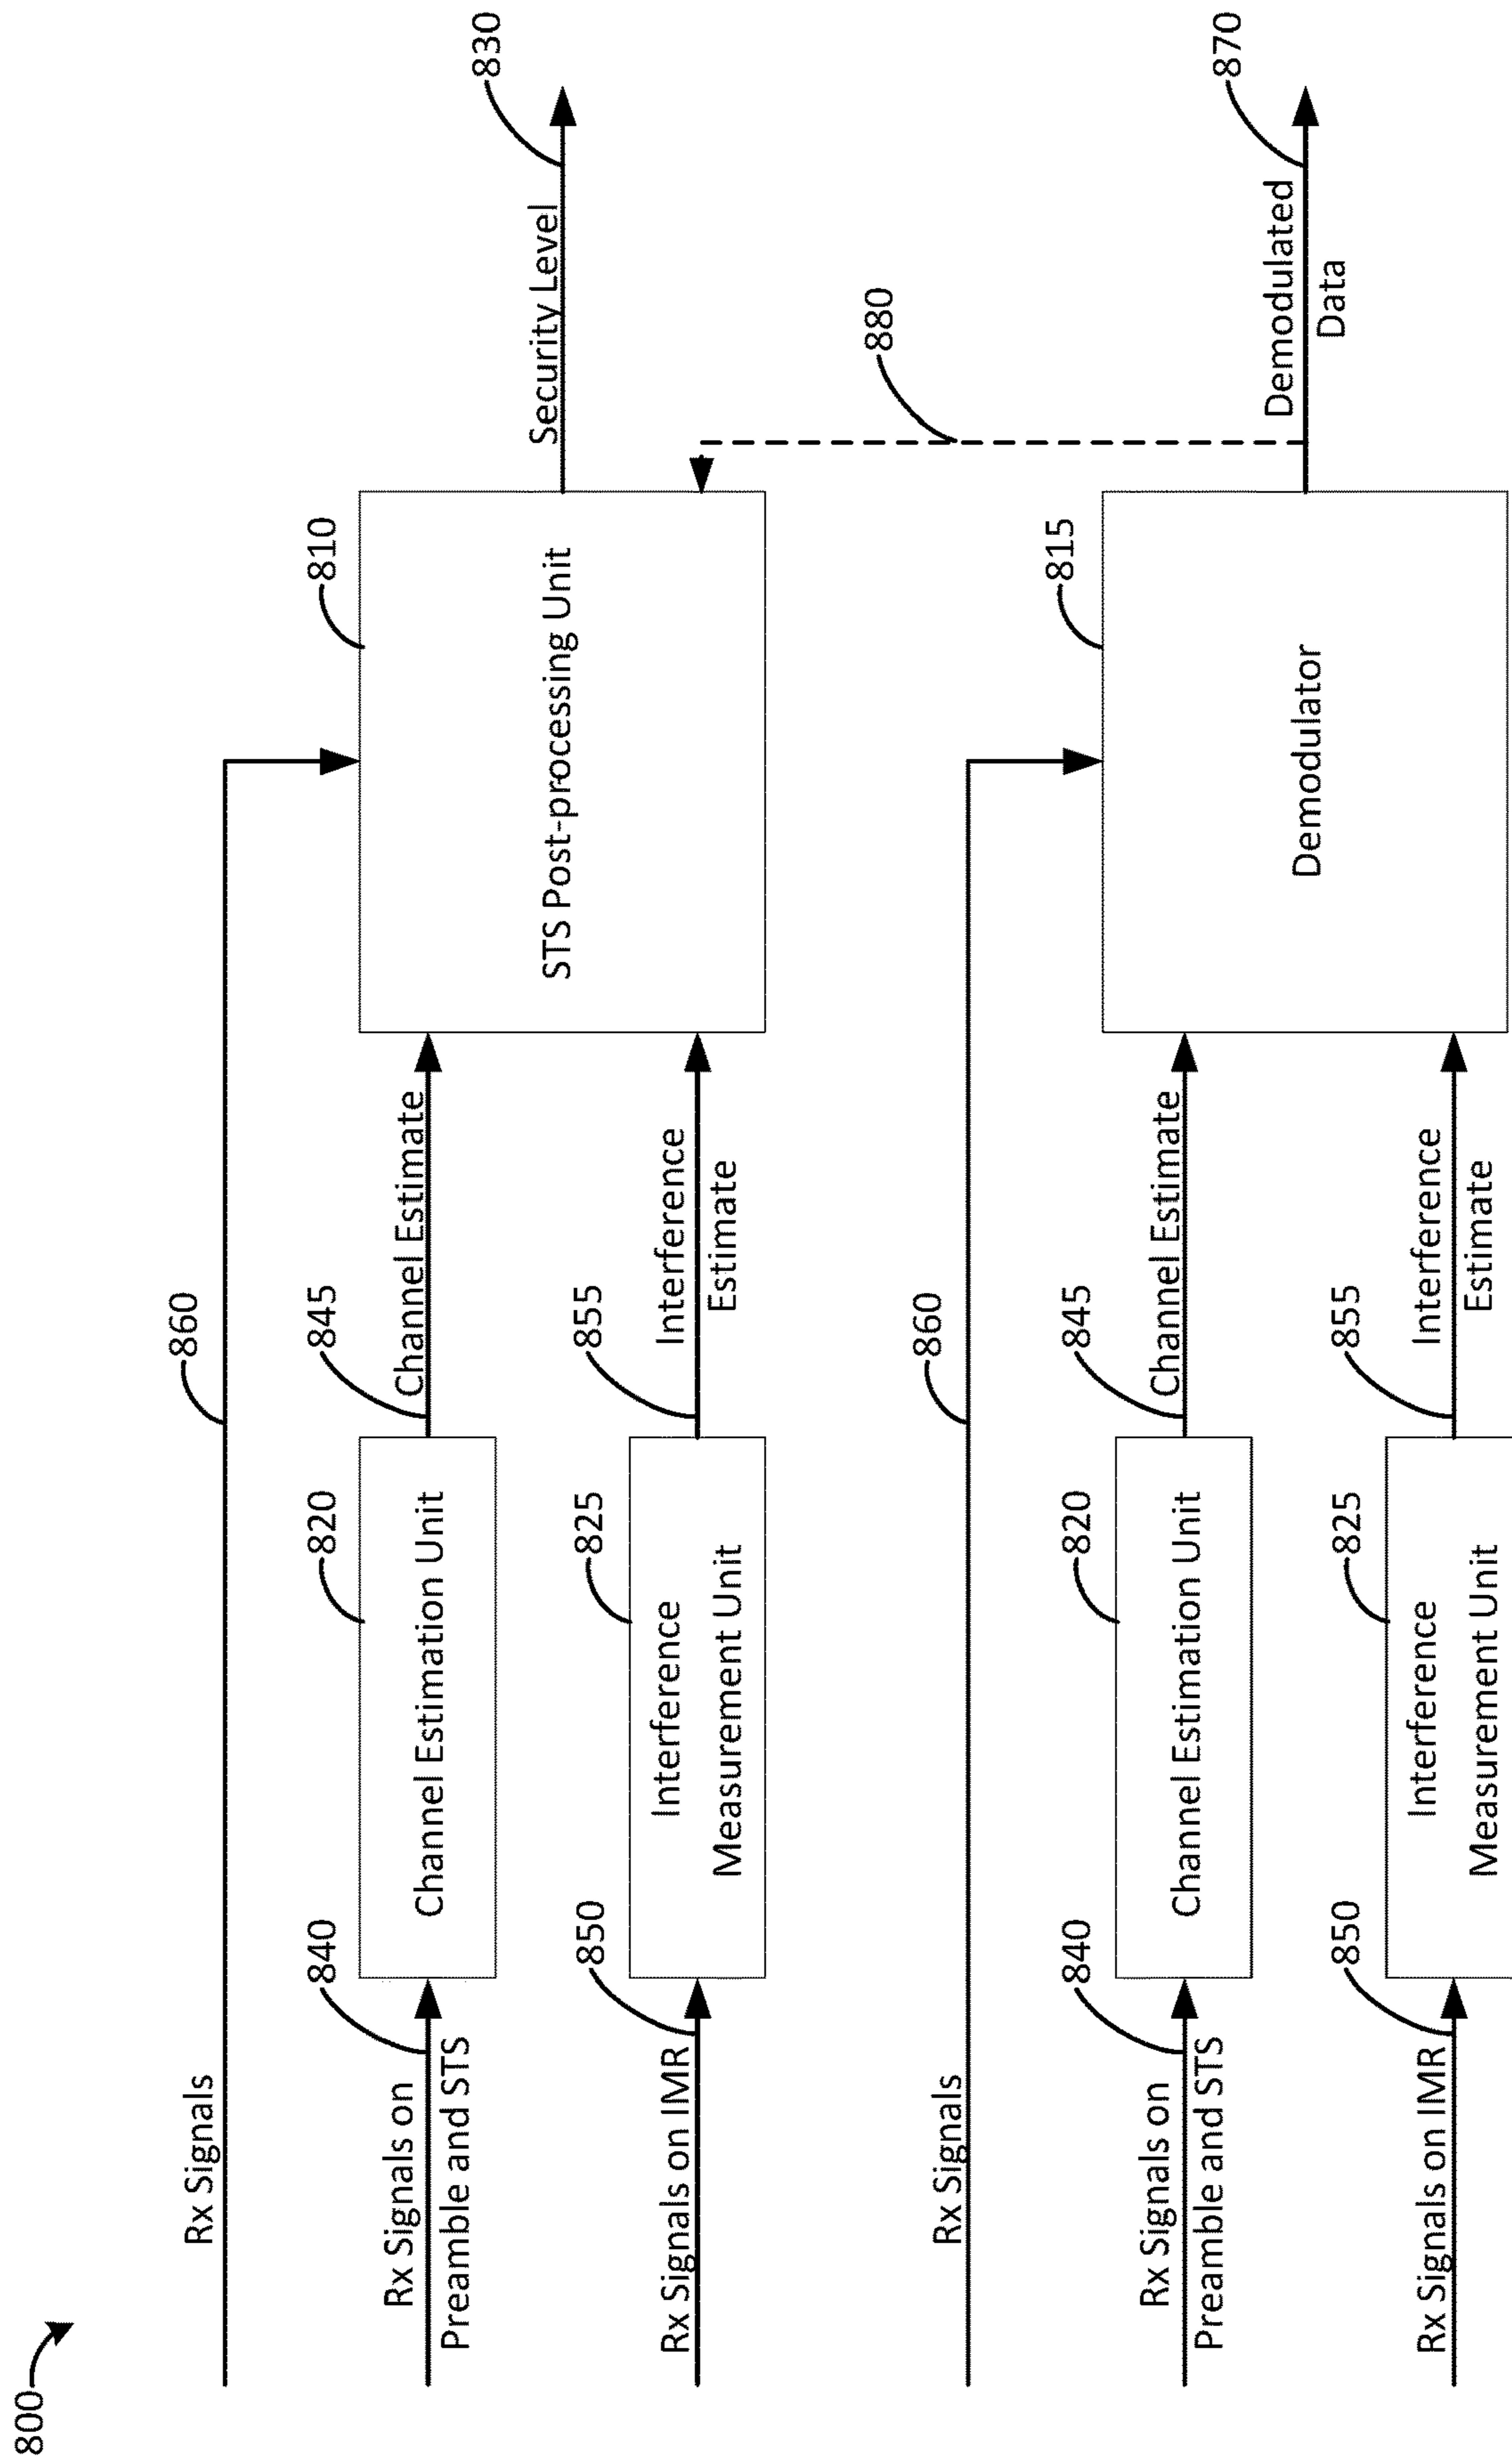 800
Rx Signals
860
Rx Signals on
Preamble and STS
840
Channel Estimation Unit
820
845
Channel Estimate
Rx Signals on IMR
850
Interference
Measurement Unit
825
855
Interference
Estimate
STS Post-processing Unit
810
Security Level
830
880
Rx Signals
860
Rx Signals on
Preamble and STS
840
Channel Estimation Unit
820
845
Channel Estimate
Rx Signals on IMR
850
Interference
Measurement Unit
825
855
Interference
Estimate
Demodulator
815
Demodulated
Data
870